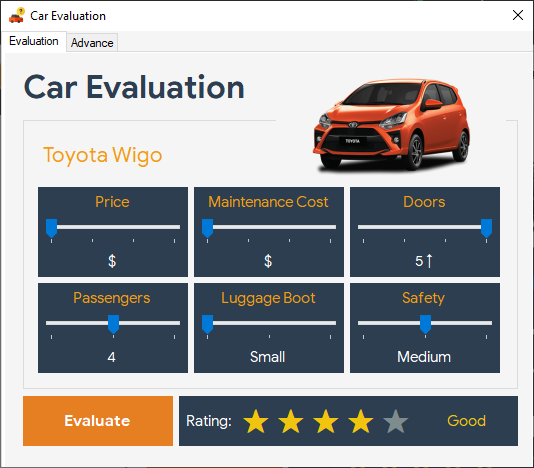 Car Evaluation
Evaluation Advance
Car Evaluation
TOYOTA
Toyota Wigo
Price Maintenance Cost Doors
$ $ 5↑
Passengers Luggage Boot Safety
4 Small Medium
Evaluate Rating: Good